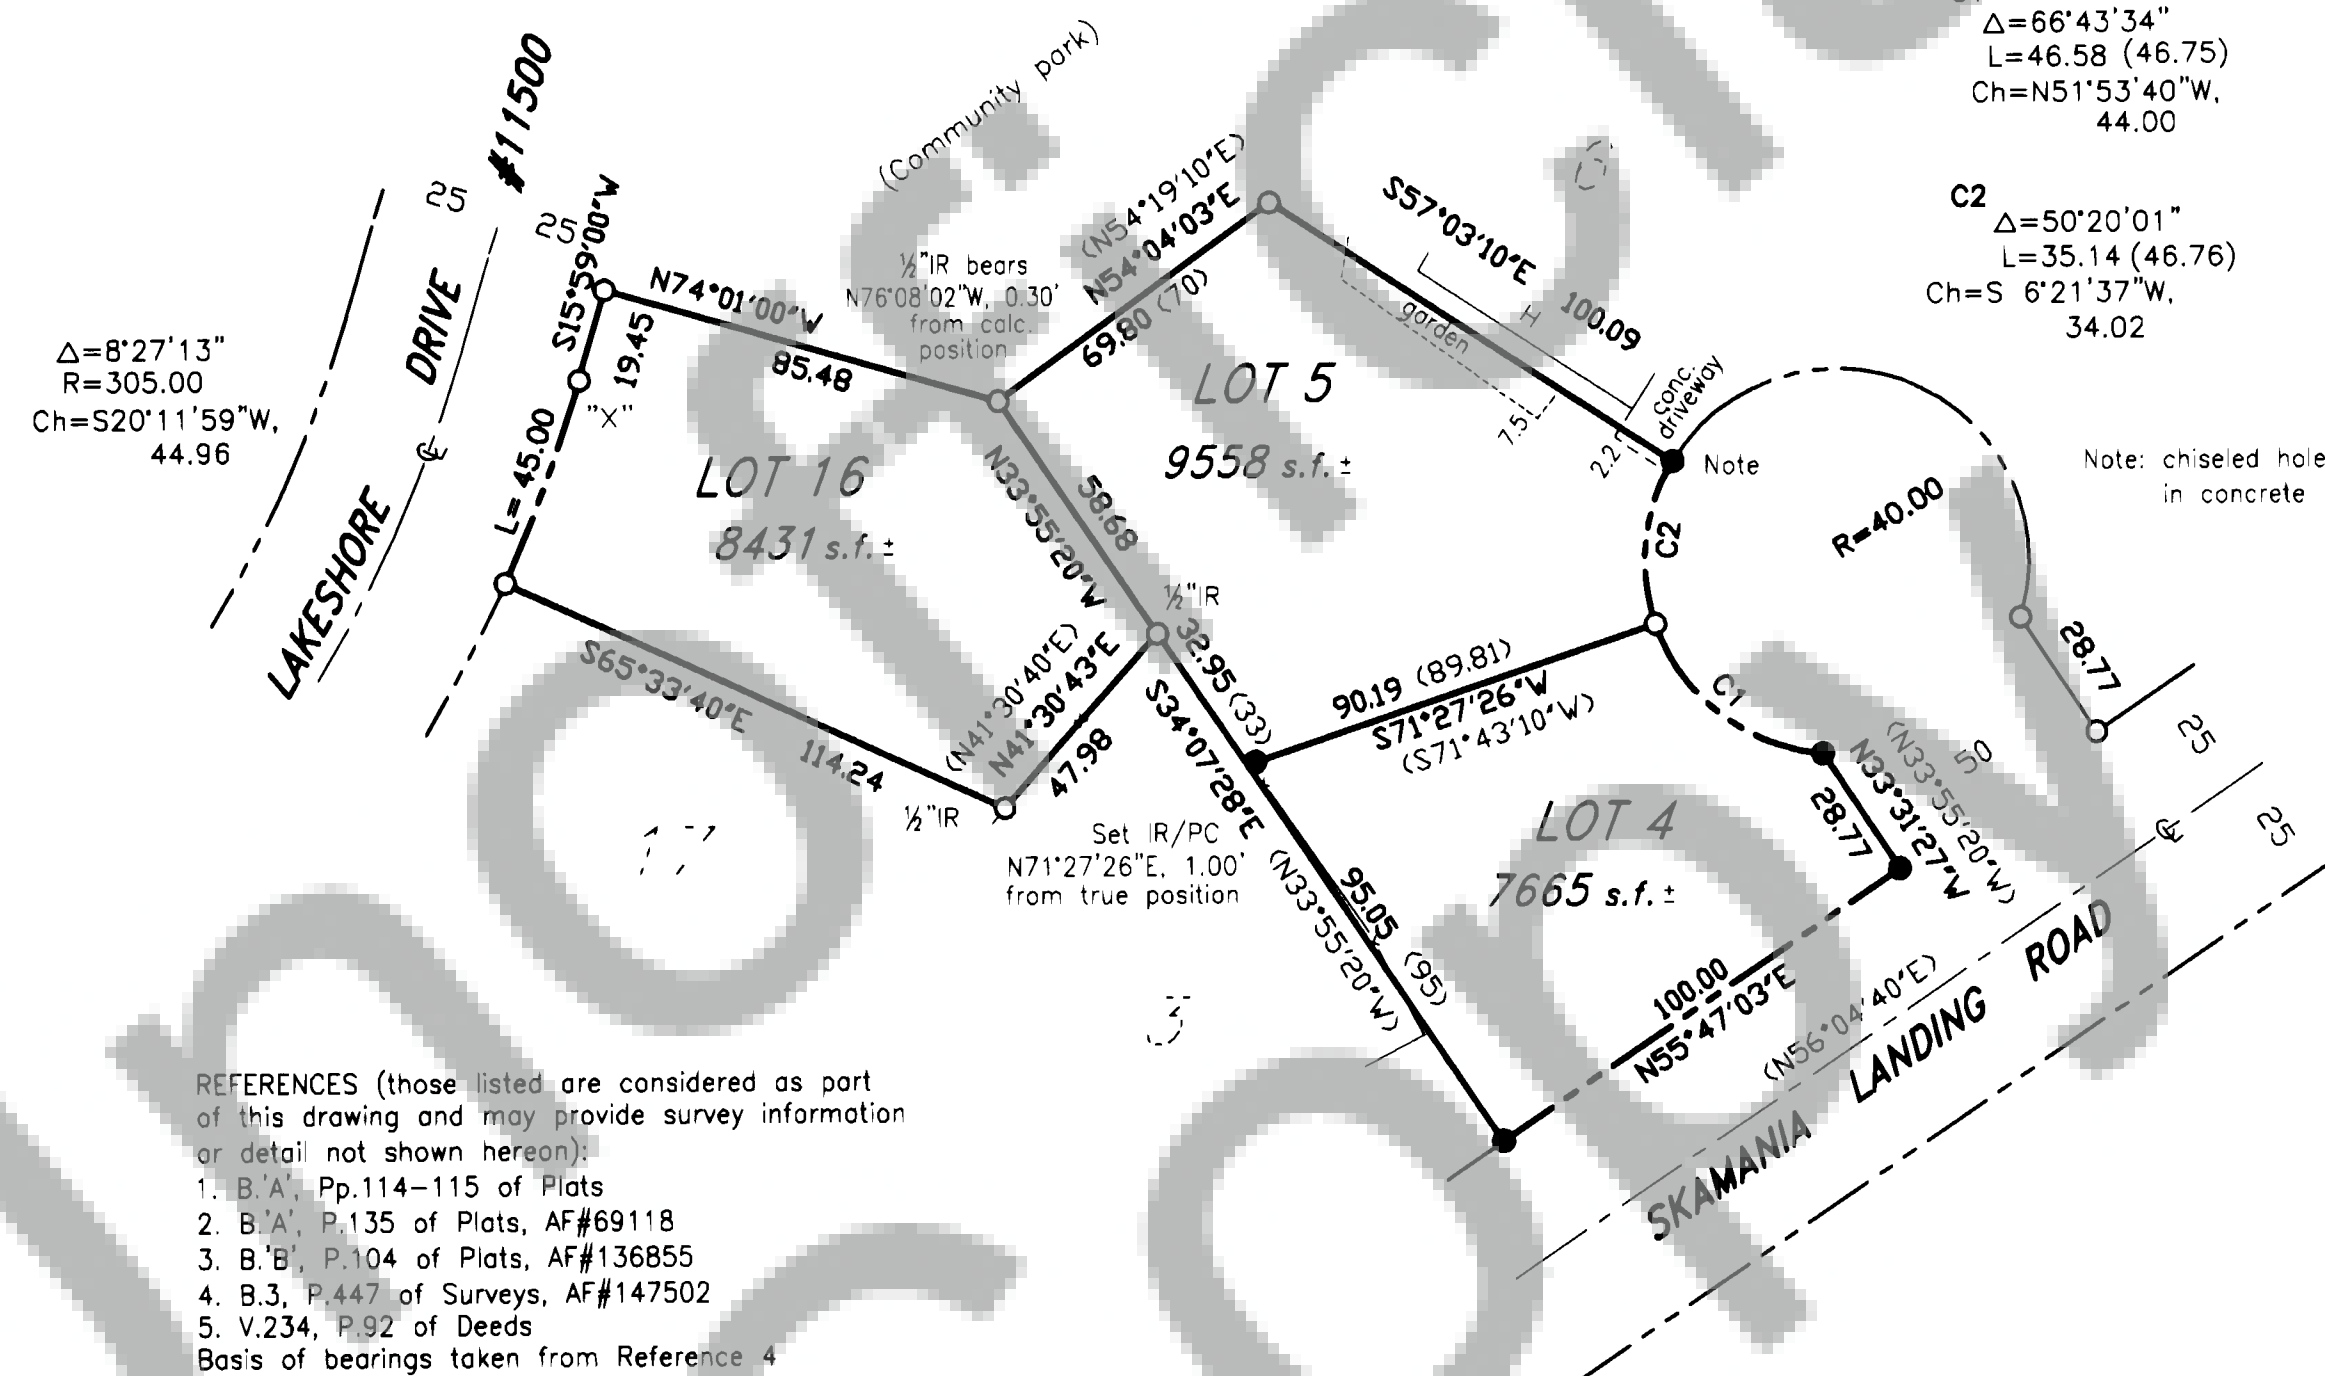 Δ=66°43'34"
L=46.58 (46.75)
Ch=N51°53'40"W,
44.00
C2
Δ=50°20'01"
L=35.14 (46.76)
Ch=S 6°21'37"W,
34.02
Δ=8°27'13"
R=305.00
Ch=S20°11'59"W,
44.96
25
#11500
25
LAKESHORE DRIVE
℄
S15°59'00"W
19.45
"X"
L= 45.00
N74°01'00"W
85.48
(Community park)
½"IR bears
N76°08'02"W, 0.30'
from calc.
position
(N54°19'10"E)
N54°04'03"E
69.80 (70)
S57°03'10"E
100.09
H
garden
7.5
2.2
conc.
driveway
Note
Note: chiseled hole
in concrete
LOT 5
9558 s.f. ±
LOT 16
8431 s.f. ±
N33°55'20"W
58.68
½"IR
32.95 (33)
S65°33'40"E
114.24
(N41°30'40"E)
N41°30'43"E
47.98
½"IR
17
S34°07'28"E
(N33°55'20"W)
95.05
(95)
Set IR/PC
N71°27'26"E, 1.00'
from true position
90.19 (89.81)
S71°27'26"W
(S71°43'10"W)
C2
C1
R=40.00
28.77
LOT 4
7665 s.f. ±
(N33°55'20"W)
N33°31'27"W
28.77
50
25
℄
25
100.00
N55°47'03"E
(N56°04'40"E)
SKAMANIA LANDING ROAD
3
REFERENCES (those listed are considered as part
of this drawing and may provide survey information
or detail not shown hereon):
1. B.'A', Pp.114-115 of Plats
2. B.'A', P.135 of Plats, AF#69118
3. B.'B', P.104 of Plats, AF#136855
4. B.3, P.447 of Surveys, AF#147502
5. V.234, P.92 of Deeds
Basis of bearings taken from Reference 4